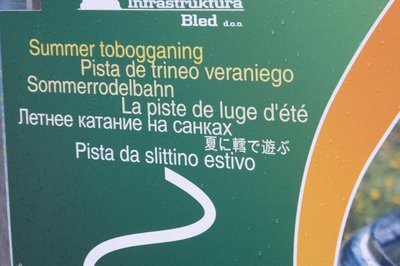 Infrastruktura
Bled d.o.o.
Summer tobogganing
Pista de trineo veraniego
Sommerrodelbahn
La piste de luge d'été
Летнее катание на санках
夏に轌で遊ぶ
Pista da slittino estivo